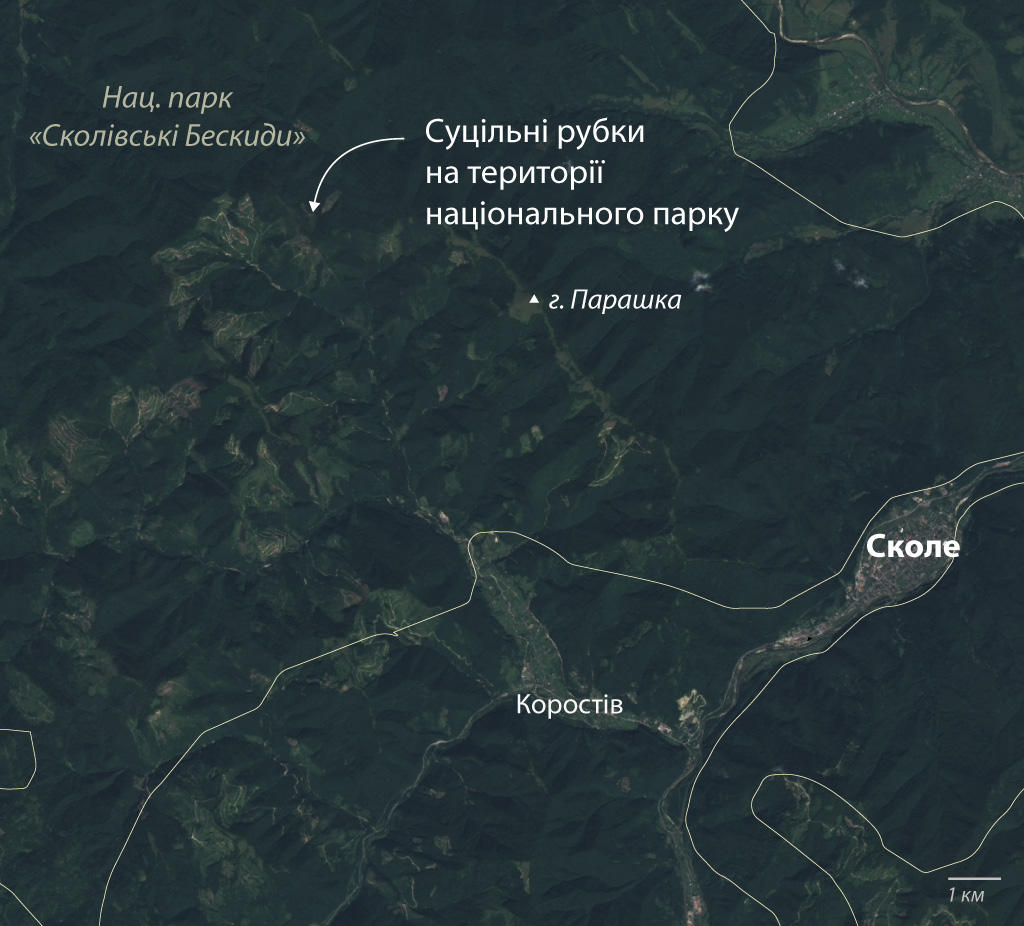 Нац. парк
«Сколівські Бескиди»
Суцільні рубки
на території
національного парку
г. Парашка
Сколе
Коростів
1 км